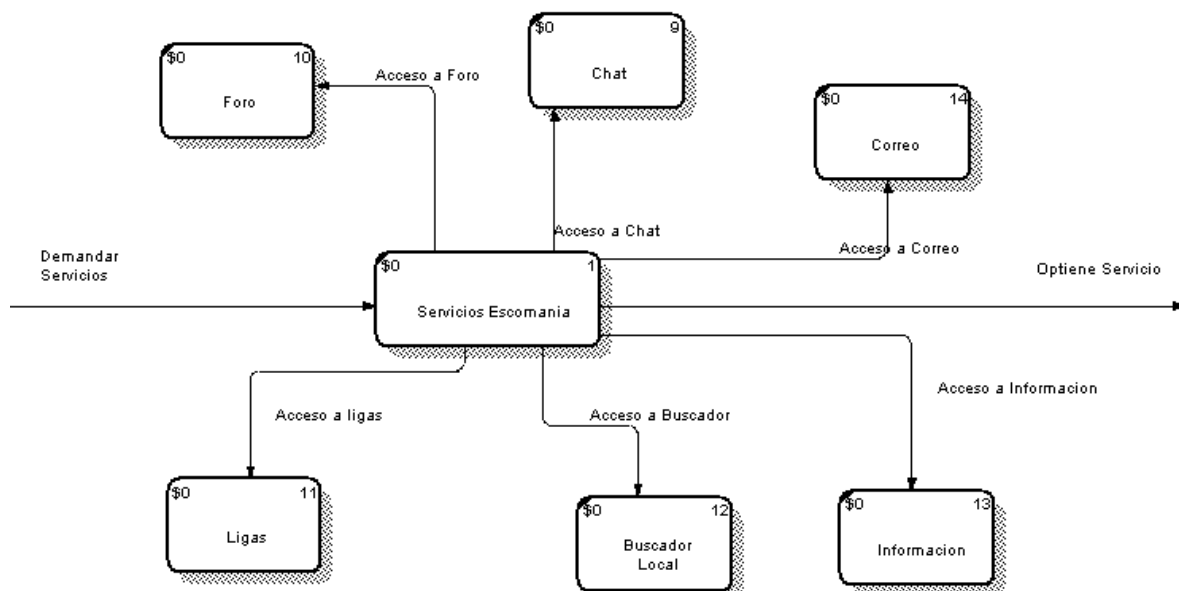 $0 9
Chat
$0 10
Foro
Acceso a Foro
$0 14
Correo
Acceso a Chat
Acceso a Correo
Demandar
Servicios
$0 1
Servicios Escomania
Optiene Servicio
Acceso a ligas
Acceso a Buscador
Acceso a Informacion
$0 11
Ligas
$0 12
Buscador
Local
$0 13
Informacion